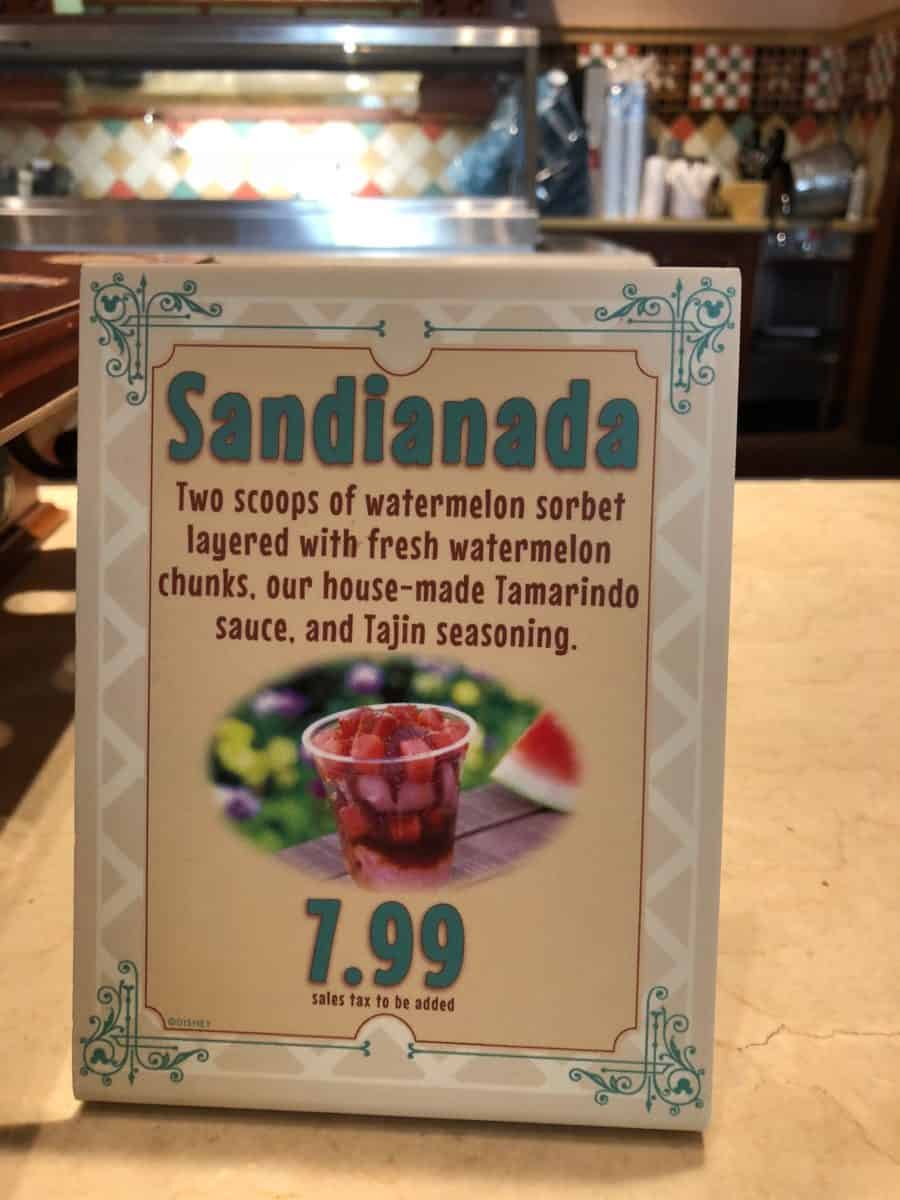 Sandianada
Two scoops of watermelon sorbet
layered with fresh watermelon
chunks, our house-made Tamarindo
sauce, and Tajin seasoning.
7.99
sales tax to be added
©DISNEY